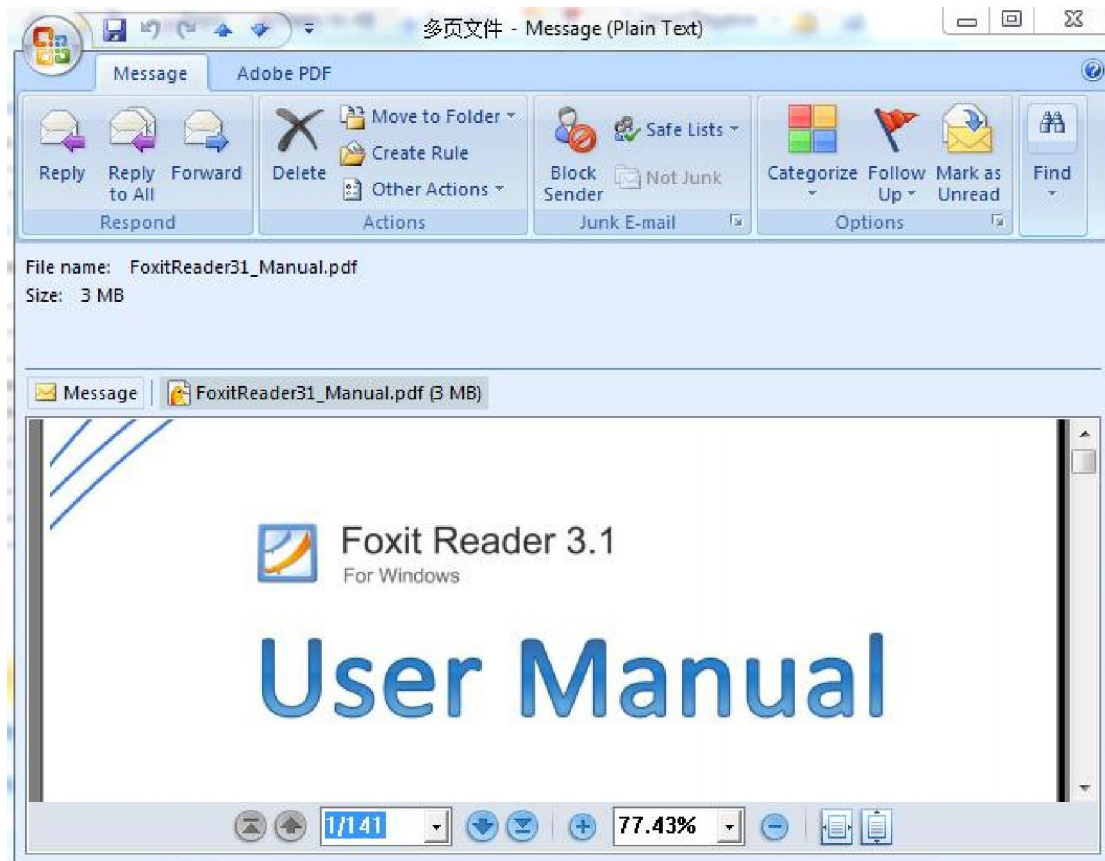 多页文件 - Message (Plain Text)
Message Adobe PDF
Reply
Reply to All
Forward
Delete
Move to Folder
Create Rule
Other Actions
Block Sender
Safe Lists
Not Junk
Categorize
Follow Up
Mark as Unread
Find
Respond
Actions
Junk E-mail
Options
File name: FoxitReader31_Manual.pdf
Size: 3 MB
Message FoxitReader31_Manual.pdf (3 MB)
Foxit Reader 3.1
For Windows
User Manual
1/141 77.43%